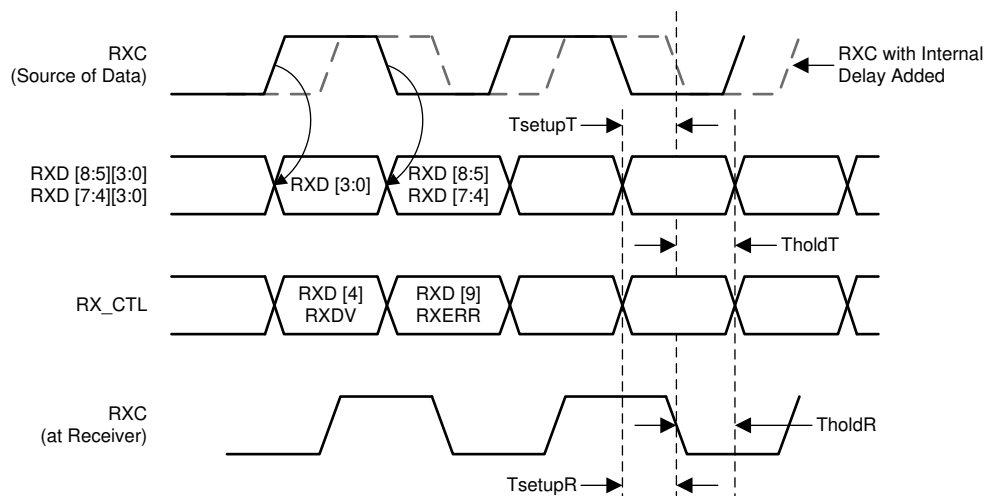 RXC
(Source of Data)
RXC with Internal
Delay Added
TsetupT
RXD [8:5][3:0]
RXD [7:4][3:0]
RXD [3:0]
RXD [8:5]
RXD [7:4]
TholdT
RX_CTL
RXD [4]
RXDV
RXD [9]
RXERR
RXC
(at Receiver)
TholdR
TsetupR